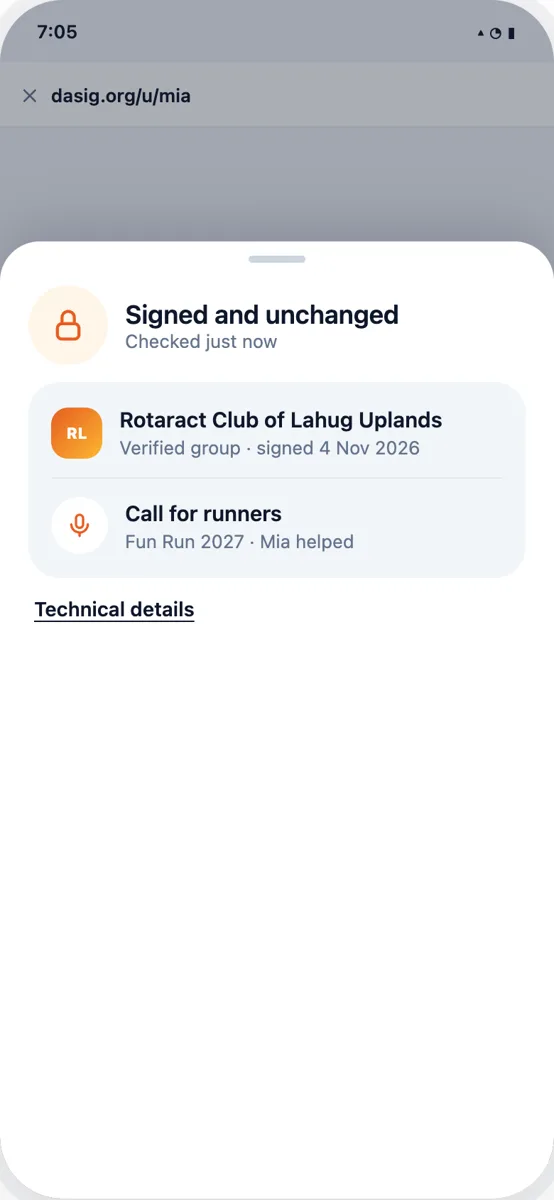 7:05
dasig.org/u/mia
Signed and unchanged
Checked just now
RL
Rotaract Club of Lahug Uplands
Verified group · signed 4 Nov 2026
Call for runners
Fun Run 2027 · Mia helped
Technical details